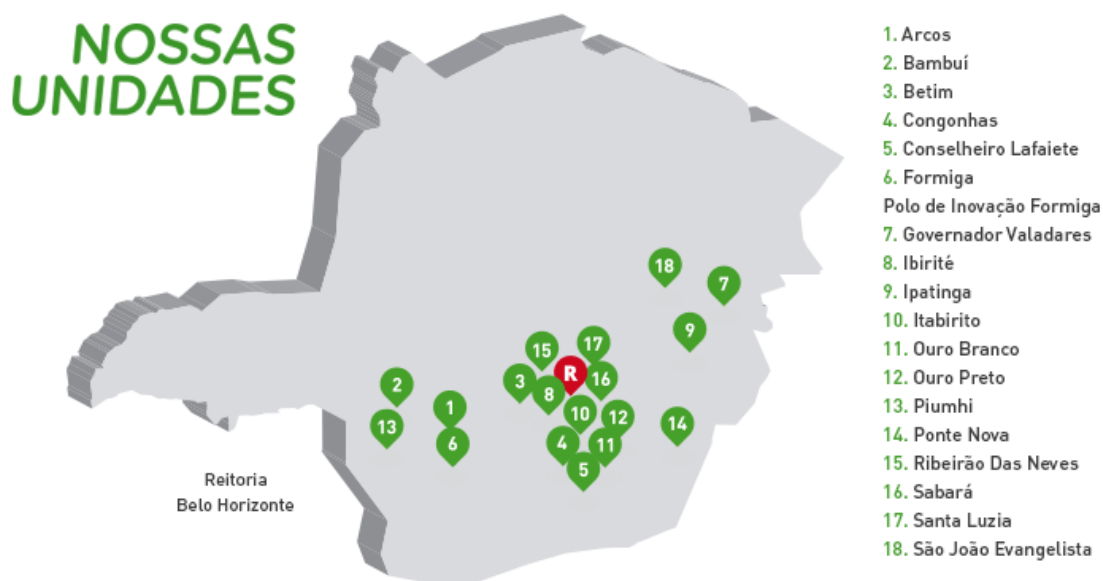 NOSSAS
UNIDADES
1. Arcos
2. Bambuí
3. Betim
4. Congonhas
5. Conselheiro Lafaiete
6. Formiga
Polo de Inovação Formiga
7. Governador Valadares
8. Ibirité
9. Ipatinga
10. Itabirito
11. Ouro Branco
12. Ouro Preto
13. Piumhi
14. Ponte Nova
15. Ribeirão Das Neves
16. Sabará
17. Santa Luzia
18. São João Evangelista
18
7
9
17
15
R
16
3
2
8
1
10
12
14
13
4
11
6
5
Reitoria
Belo Horizonte